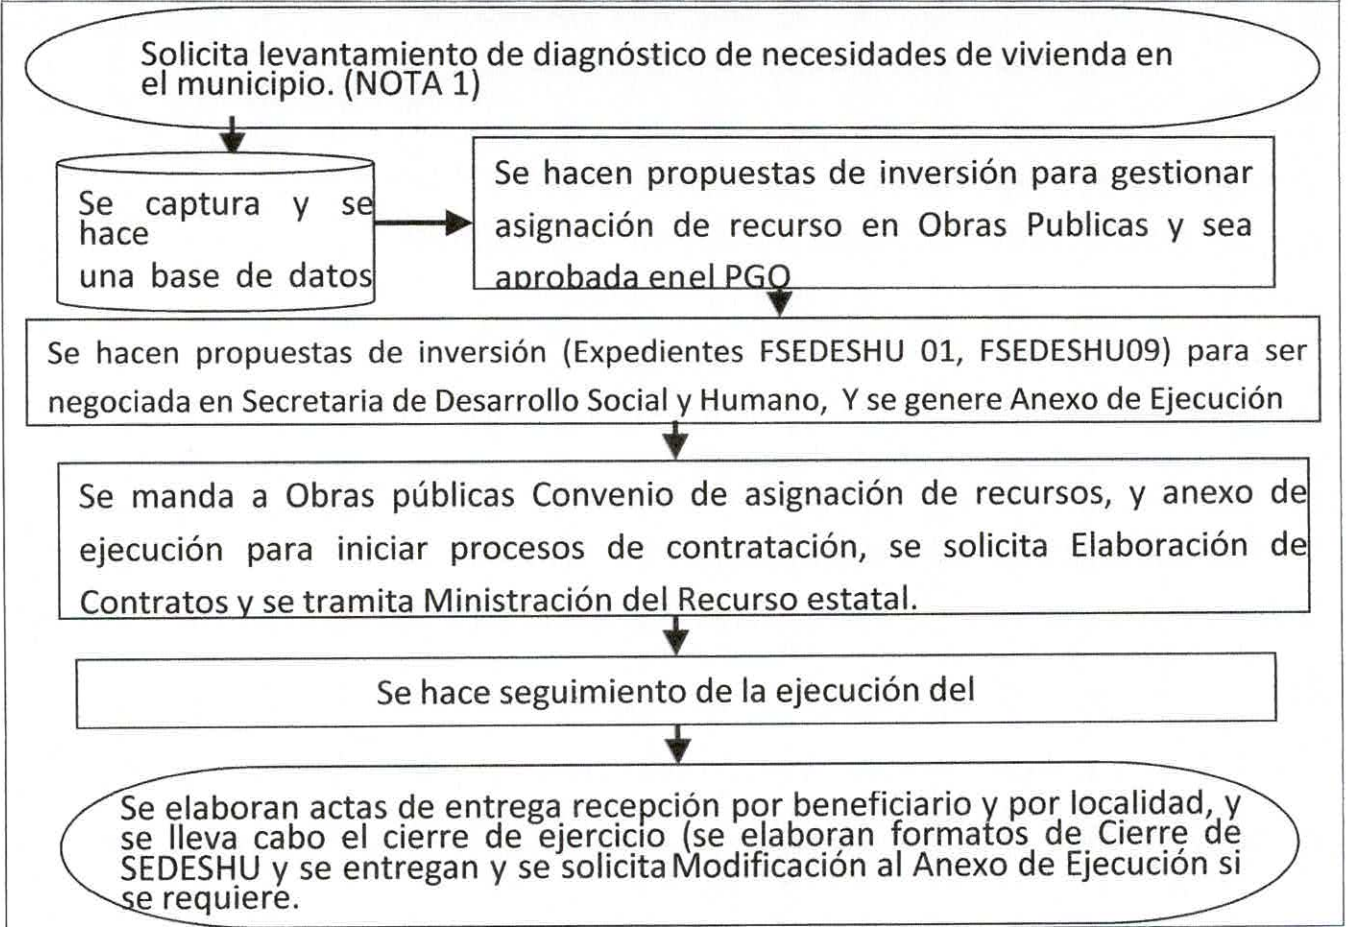 Solicita levantamiento de diagnóstico de necesidades de vivienda en
el municipio. (NOTA 1)
Se captura y se
hace
una base de datos
Se hacen propuestas de inversión para gestionar
asignación de recurso en Obras Publicas y sea
aprobada enel PGO
Se hacen propuestas de inversión (Expedientes FSEDESHU 01, FSEDESHU09) para ser
negociada en Secretaria de Desarrollo Social y Humano, Y se genere Anexo de Ejecución
Se manda a Obras públicas Convenio de asignación de recursos, y anexo de
ejecución para iniciar procesos de contratación, se solicita Elaboración de
Contratos y se tramita Ministración del Recurso estatal.
Se hace seguimiento de la ejecución del
Se elaboran actas de entrega recepción por beneficiario y por localidad, y
se lleva cabo el cierre de ejercicio (se elaboran formatos de Cierre de
SEDESHU y se entregan y se solicita Modificación al Anexo de Ejecución si
se requiere.